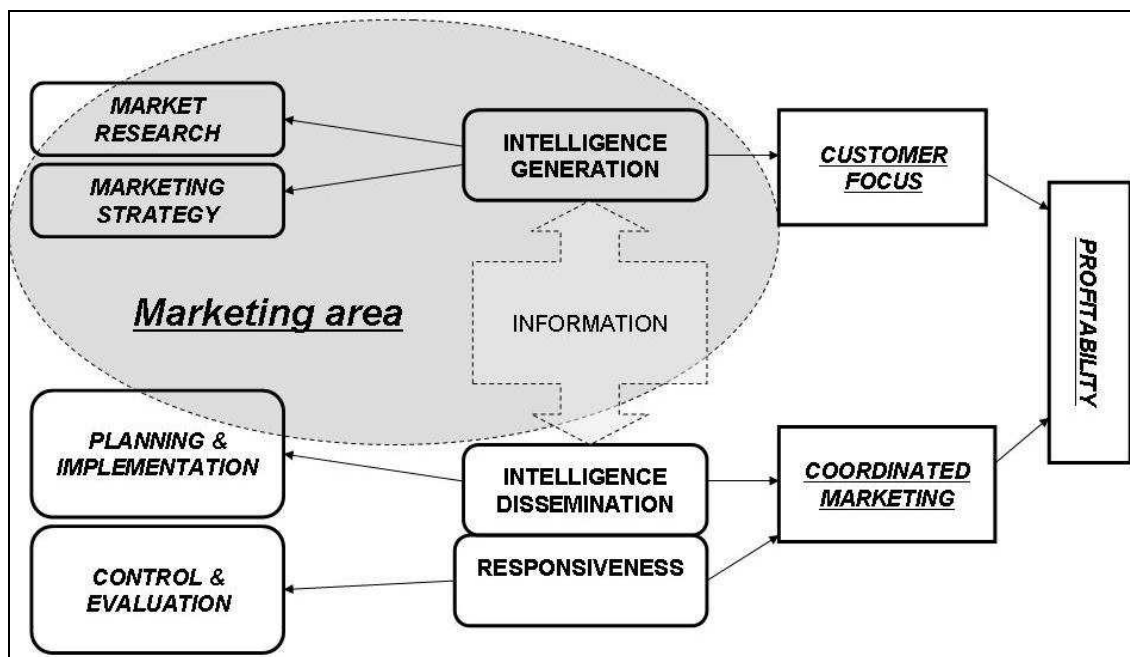 MARKET
RESEARCH
MARKETING
STRATEGY
INTELLIGENCE
GENERATION
CUSTOMER
FOCUS
Marketing area
INFORMATION
PROFITABILITY
PLANNING &
IMPLEMENTATION
INTELLIGENCE
DISSEMINATION
COORDINATED
MARKETING
CONTROL &
EVALUATION
RESPONSIVENESS